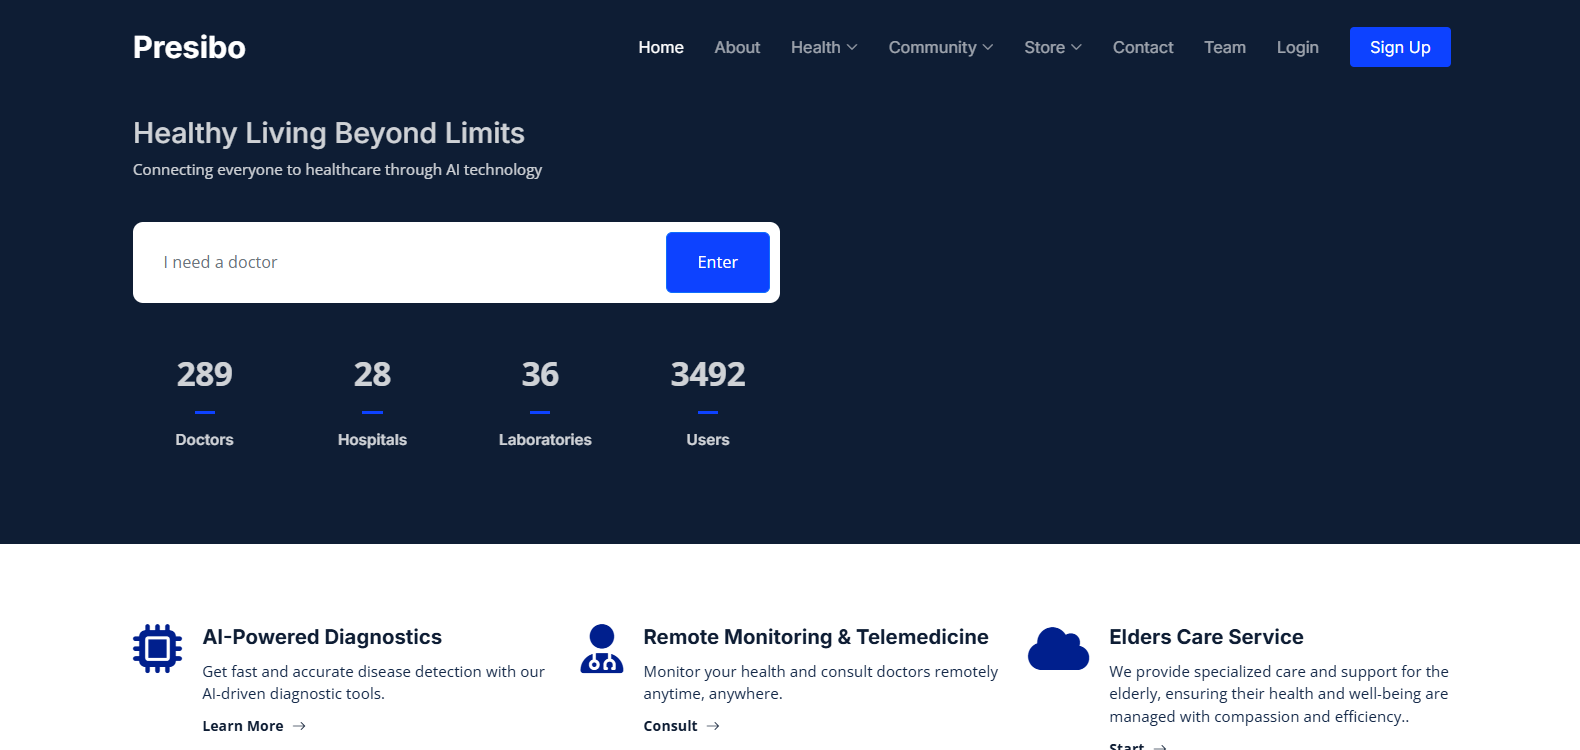 Presibo
Home About Health Community Store Contact Team Login Sign Up
Healthy Living Beyond Limits
Connecting everyone to healthcare through AI technology
I need a doctor
Enter
289 28 36 3492
Doctors Hospitals Laboratories Users
AI-Powered Diagnostics
Get fast and accurate disease detection with our
AI-driven diagnostic tools.
Learn More →
Remote Monitoring & Telemedicine
Monitor your health and consult doctors remotely
anytime, anywhere.
Consult →
Elders Care Service
We provide specialized care and support for the
elderly, ensuring their health and well-being are
managed with compassion and efficiency..
Start →